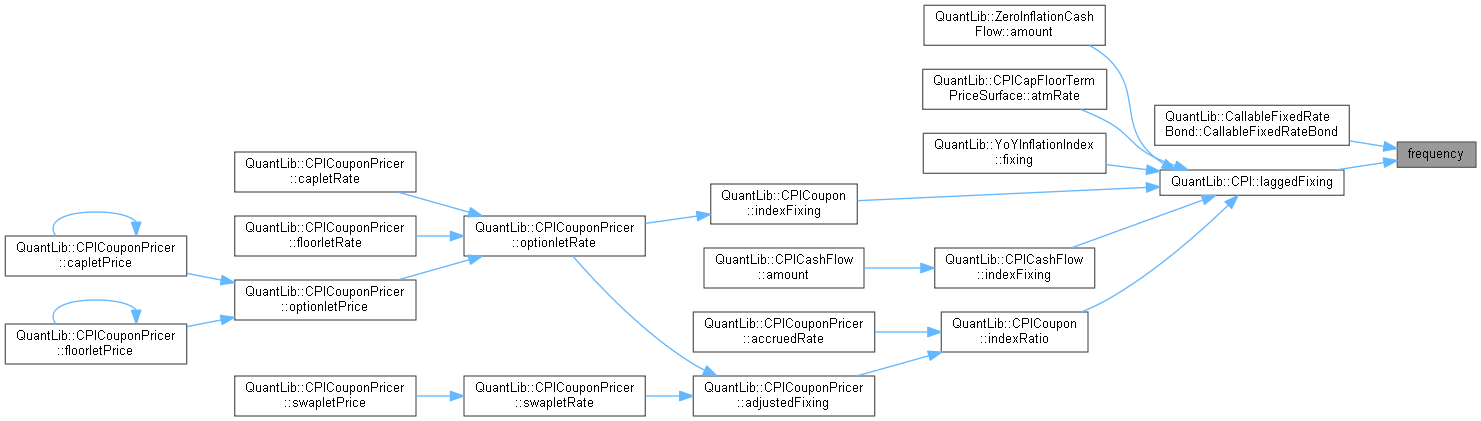 QuantLib::ZeroInflationCash
Flow::amount
QuantLib::CPICapFloorTerm
PriceSurface::atmRate
QuantLib::CallableFixedRate
Bond::CallableFixedRateBond
QuantLib::YoYInflationIndex
::fixing
frequency
QuantLib::CPICouponPricer
::capletRate
QuantLib::CPI::laggedFixing
QuantLib::CPICoupon
::indexFixing
QuantLib::CPICouponPricer
::floorletRate
QuantLib::CPICouponPricer
::optionletRate
QuantLib::CPICouponPricer
::capletPrice
QuantLib::CPICashFlow
::amount
QuantLib::CPICashFlow
::indexFixing
QuantLib::CPICouponPricer
::optionletPrice
QuantLib::CPICouponPricer
::floorletPrice
QuantLib::CPICouponPricer
::accruedRate
QuantLib::CPICoupon
::indexRatio
QuantLib::CPICouponPricer
::swapletPrice
QuantLib::CPICouponPricer
::swapletRate
QuantLib::CPICouponPricer
::adjustedFixing